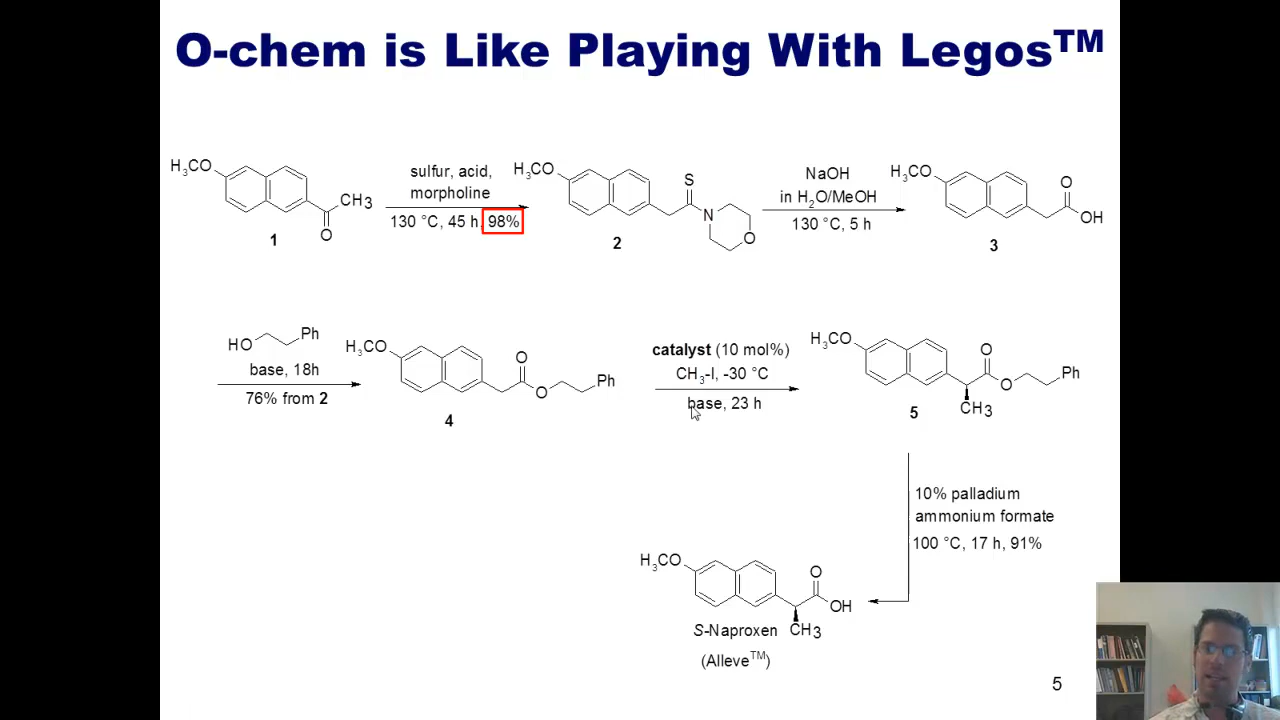 O-chem is Like Playing With Legos™
H₃CO
CH₃
O
1
sulfur, acid,
morpholine
130 °C, 45 h, 98%
H₃CO
S
N
O
2
NaOH
in H₂O/MeOH
130 °C, 5 h
H₃CO
O
OH
3
HO
Ph
base, 18h
76% from 2
H₃CO
O
O
Ph
4
catalyst (10 mol%)
CH₃-I, -30 °C
base, 23 h
H₃CO
O
O
Ph
CH₃
5
10% palladium
ammonium formate
100 °C, 17 h, 91%
H₃CO
O
OH
CH₃
S-Naproxen
(Alleve™)
5